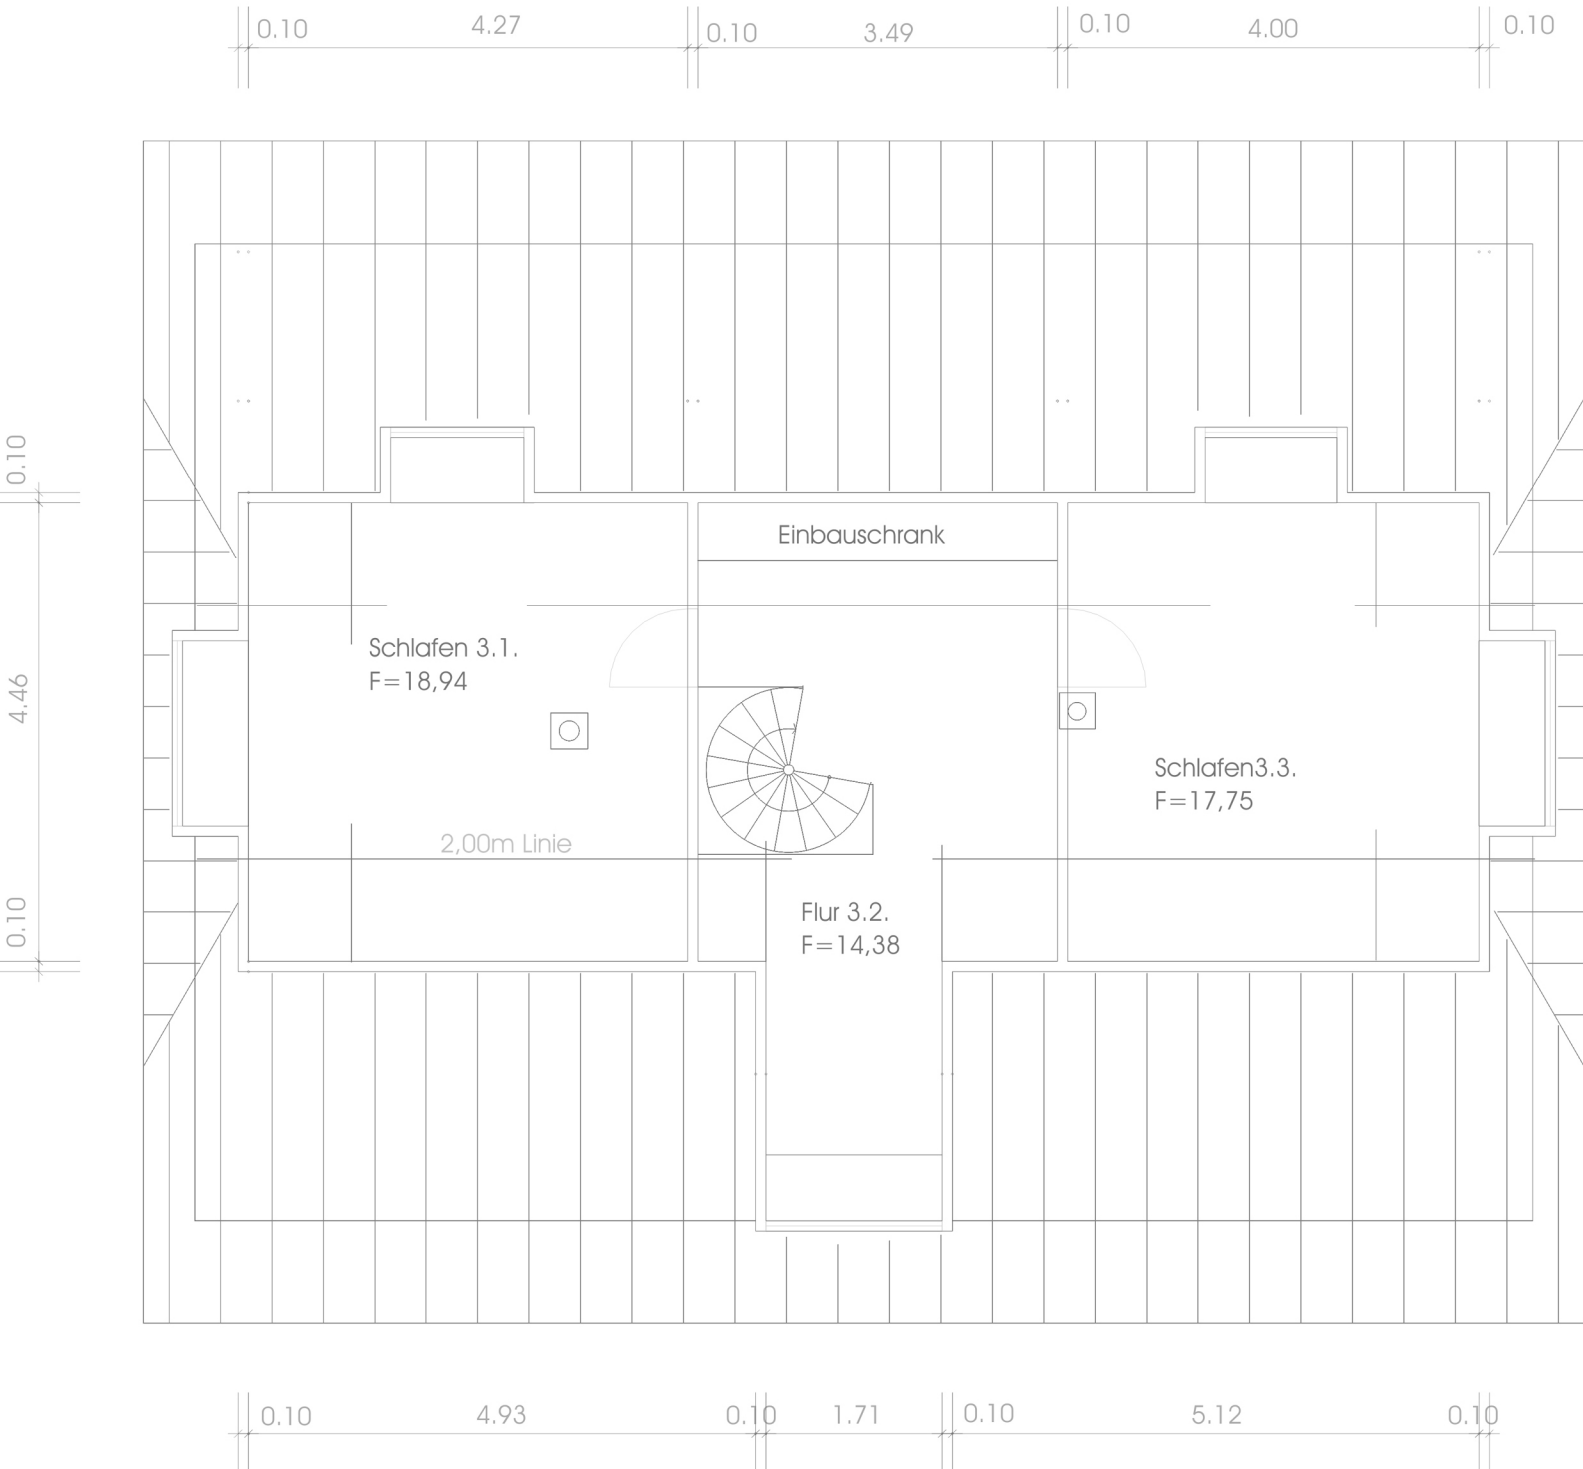 0.10 4.27 0.10 3.49 0.10 4.00 0.10
0.10
4.46
0.10
Einbauschrank
Schlafen 3.1.
F=18,94
Schlafen3.3.
F=17,75
2,00m Linie
Flur 3.2.
F=14,38
0.10 4.93 0.10 1.71 0.10 5.12 0.10